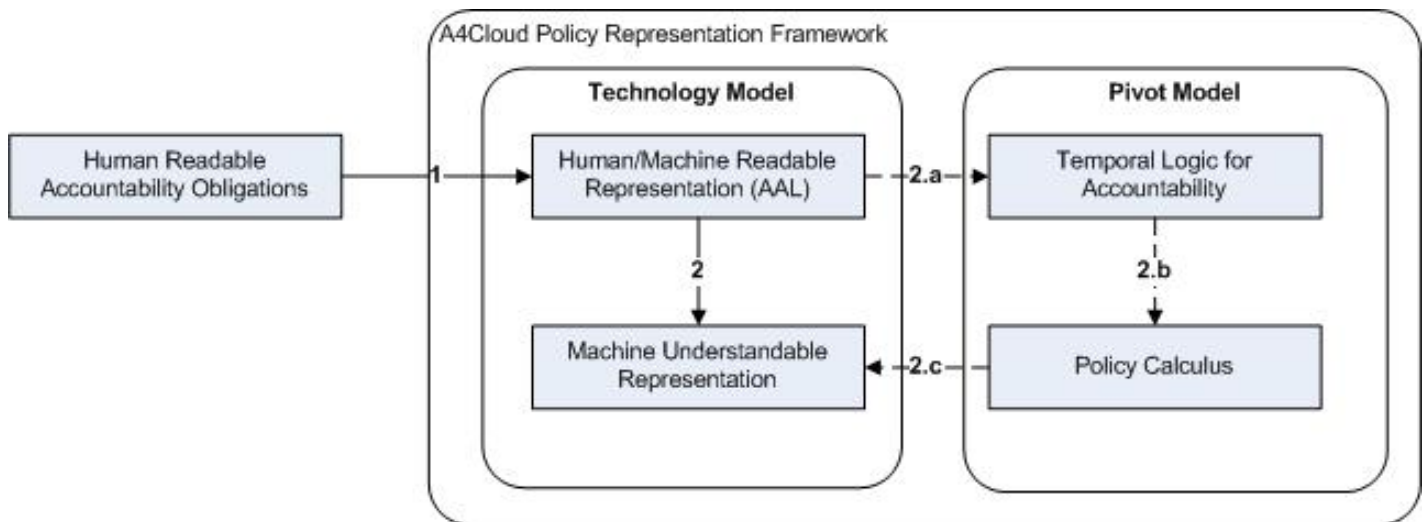 A4Cloud Policy Representation Framework
Technology Model
Pivot Model
Human Readable
Accountability Obligations
1
Human/Machine Readable
Representation (AAL)
2.a
Temporal Logic for
Accountability
2
2.b
Machine Understandable
Representation
2.c
Policy Calculus